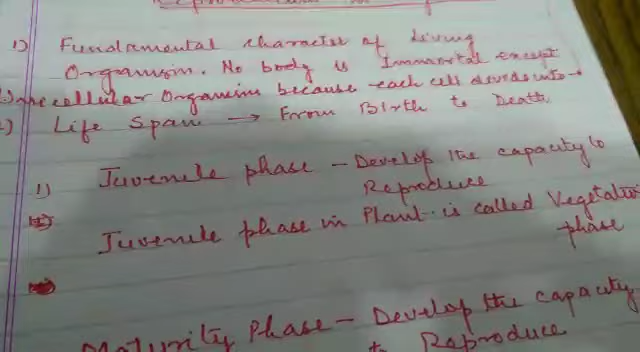 1) Fundamental character of Living
Organism. No body is Immortal except
Unicellular Organism because each cell divides into →
2) Life Span → From Birth to Death
1) Juvenile phase - Develop the capacity to
Reproduce
Juvenile phase in Plant is called Vegetative
phase
Maturity Phase - Develop the capacity
to Reproduce